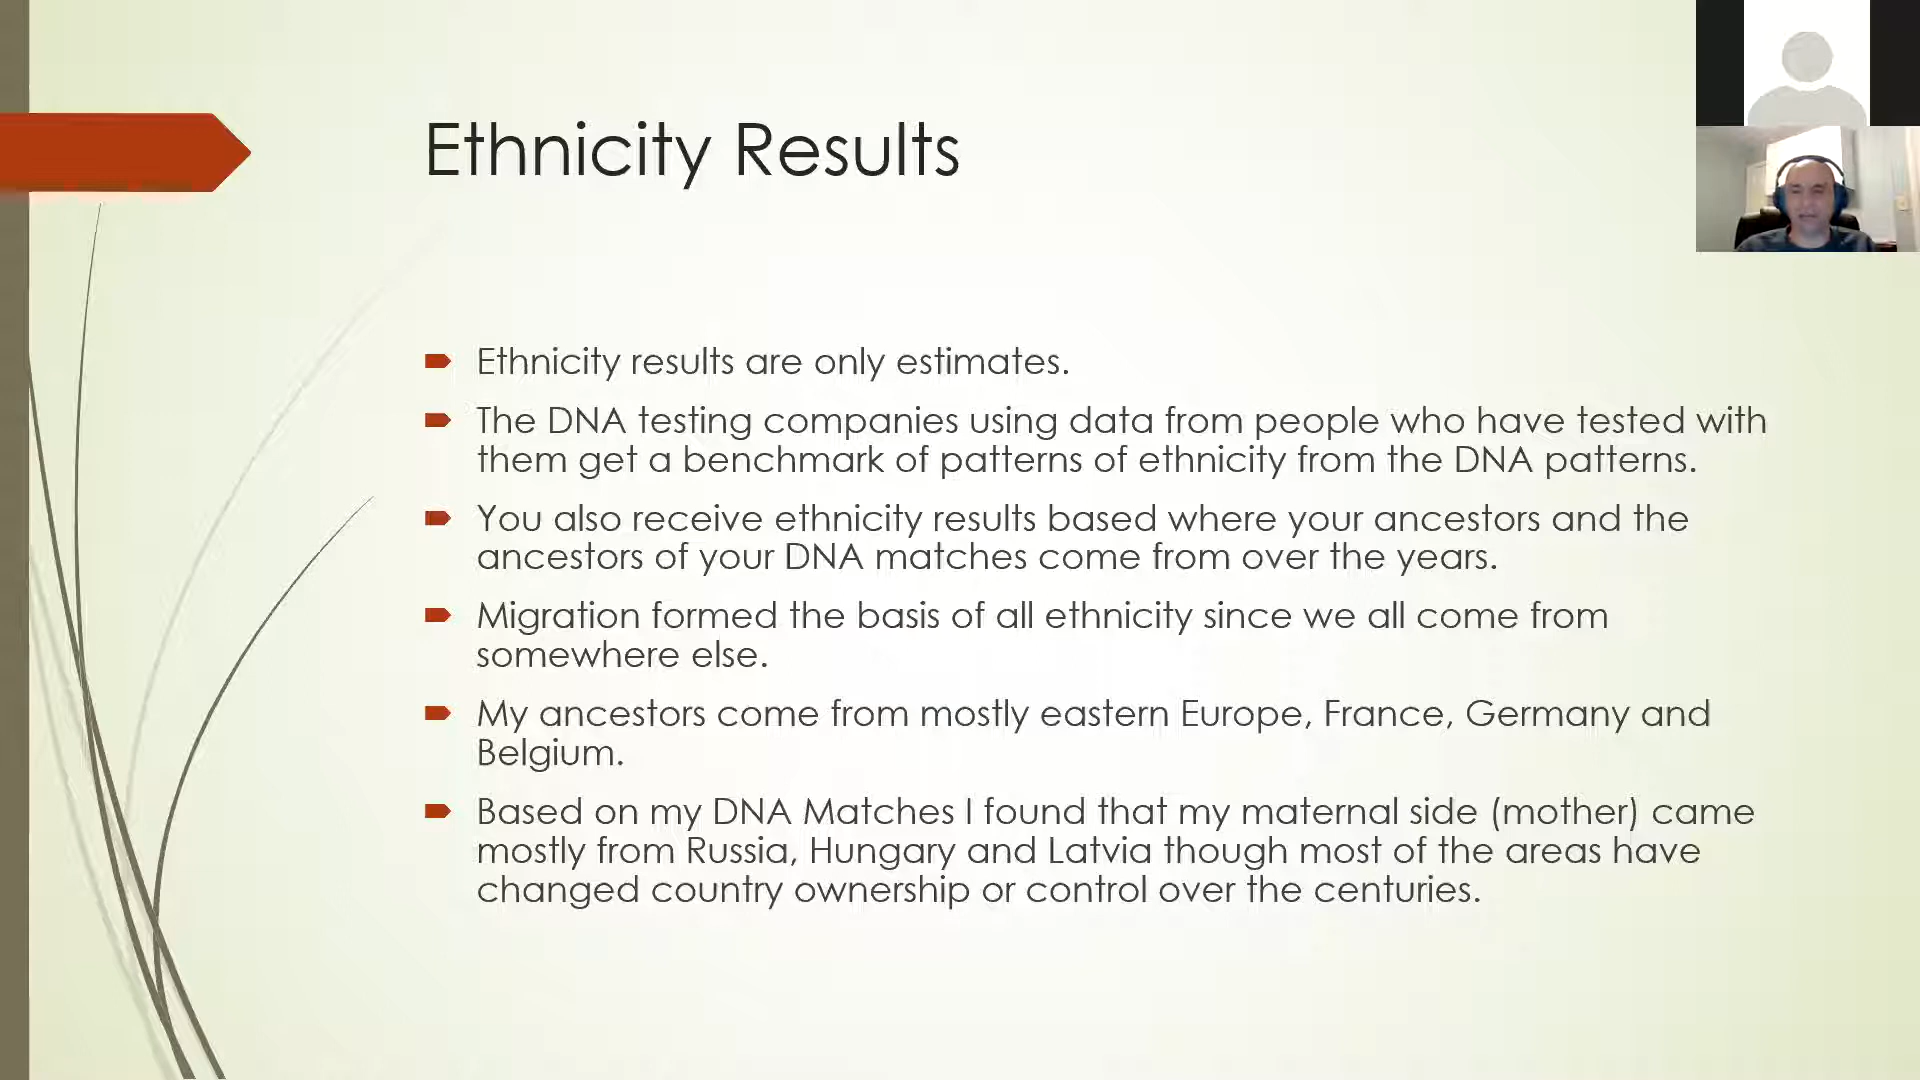 Ethnicity Results
Ethnicity results are only estimates.
The DNA testing companies using data from people who have tested with
them get a benchmark of patterns of ethnicity from the DNA patterns.
You also receive ethnicity results based where your ancestors and the
ancestors of your DNA matches come from over the years.
Migration formed the basis of all ethnicity since we all come from
somewhere else.
My ancestors come from mostly eastern Europe, France, Germany and
Belgium.
Based on my DNA Matches I found that my maternal side (mother) came
mostly from Russia, Hungary and Latvia though most of the areas have
changed country ownership or control over the centuries.